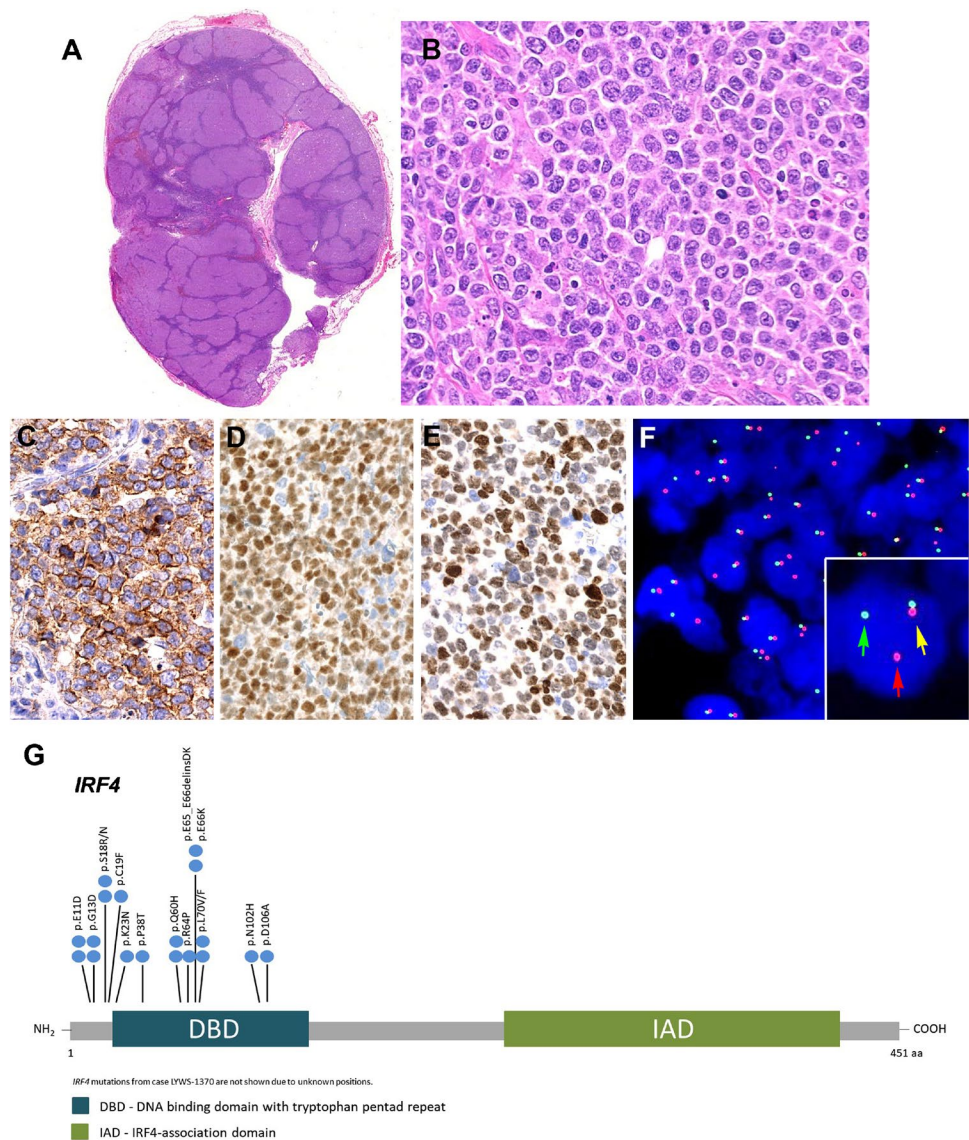 A
B
C
D
E
F
G
IRF4
p.E11D
p.G13D
p.S18R/N
p.C19F
p.K23N
p.P38T
p.Q60H
p.R64P
p.E65_E66delinsDK
p.E66K
p.L70V/F
p.N102H
p.D106A
NH2
DBD
IAD
COOH
1
451 aa
IRF4 mutations from case LYWS-1370 are not shown due to unknown positions.
DBD - DNA binding domain with tryptophan pentad repeat
IAD - IRF4-association domain